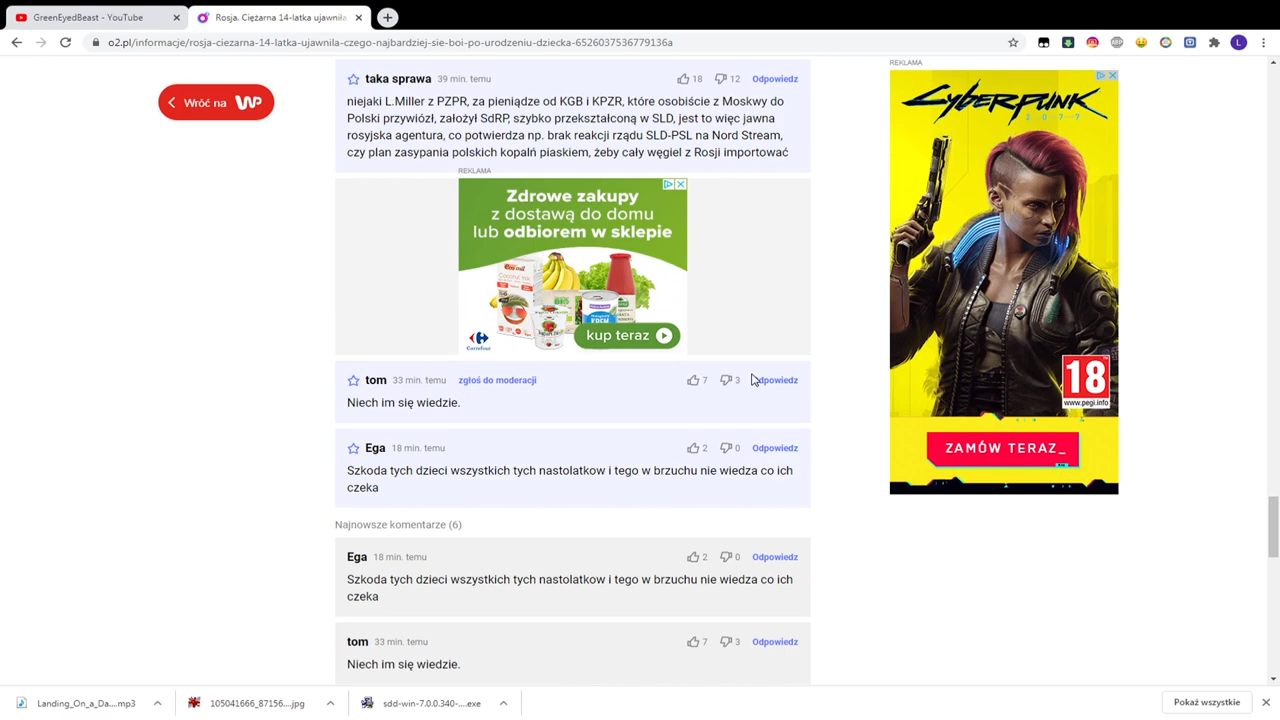 GreenEyedBeast - YouTube
Rosja. Ciężarna 14-latka ujawniła
o2.pl/informacje/rosja-ciezarna-14-latka-ujawnila-czego-najbardziej-sie-boi-po-urodzeniu-dziecka-6526037536779136a
ABP
L
Wróć na WP
taka sprawa 39 min. temu 18 12 Odpowiedz
niejaki L.Miller z PZPR, za pieniądze od KGB i KPZR, które osobiście z Moskwy do
Polski przywiózł, założył SdRP, szybko przekształconą w SLD, jest to więc jawna
rosyjska agentura, co potwierdza np. brak reakcji rządu SLD-PSL na Nord Stream,
czy plan zasypania polskich kopalń piaskiem, żeby cały węgiel z Rosji importować
REKLAMA
Zdrowe zakupy
z dostawą do domu
lub odbiorem w sklepie
KREM
Carrefour
kup teraz
tom 33 min. temu zgłoś do moderacji 7 3 Odpowiedz
Niech im się wiedzie.
Ega 18 min. temu 2 0 Odpowiedz
Szkoda tych dzieci wszystkich tych nastolatkow i tego w brzuchu nie wiedza co ich
czeka
Najnowsze komentarze (6)
Ega 18 min. temu 2 0 Odpowiedz
Szkoda tych dzieci wszystkich tych nastolatkow i tego w brzuchu nie wiedza co ich
czeka
tom 33 min. temu 7 3 Odpowiedz
Niech im się wiedzie.
REKLAMA
CYBERPUNK
2077
18
www.pegi.info
ZAMÓW TERAZ_
Landing_On_a_Da....mp3
105041666_87156....jpg
sdd-win-7.0.0.340-....exe
Pokaż wszystkie